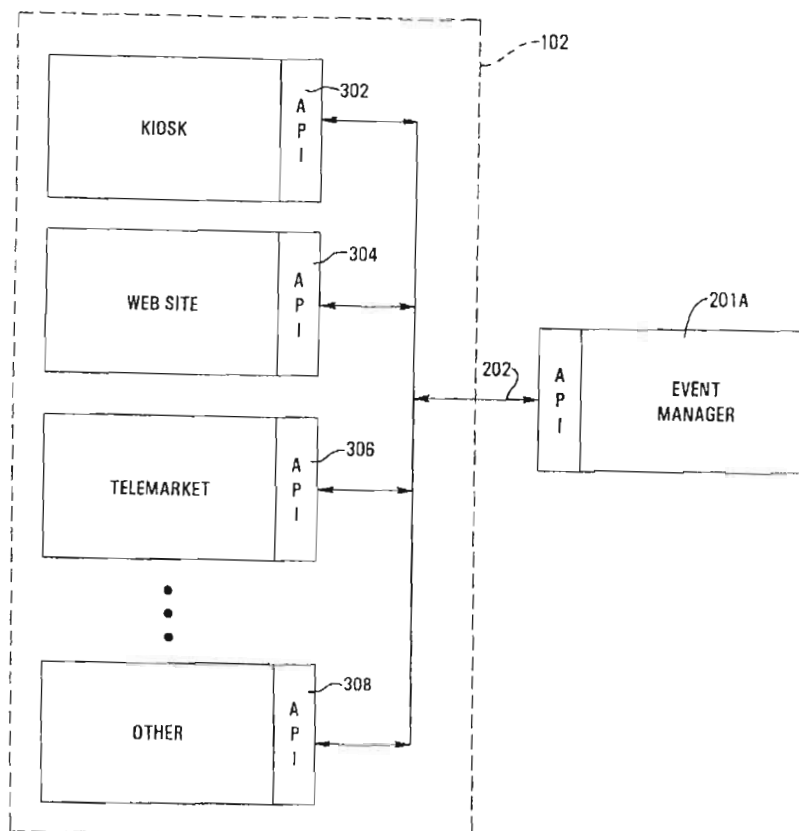 102
302
KIOSK
A
P
I
304
WEB SITE
A
P
I
201A
202
A
P
I
EVENT
MANAGER
306
TELEMARKET
A
P
I
308
OTHER
A
P
I